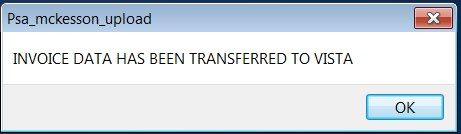 Psa_mckesson_upload
INVOICE DATA HAS BEEN TRANSFERRED TO VISTA
OK